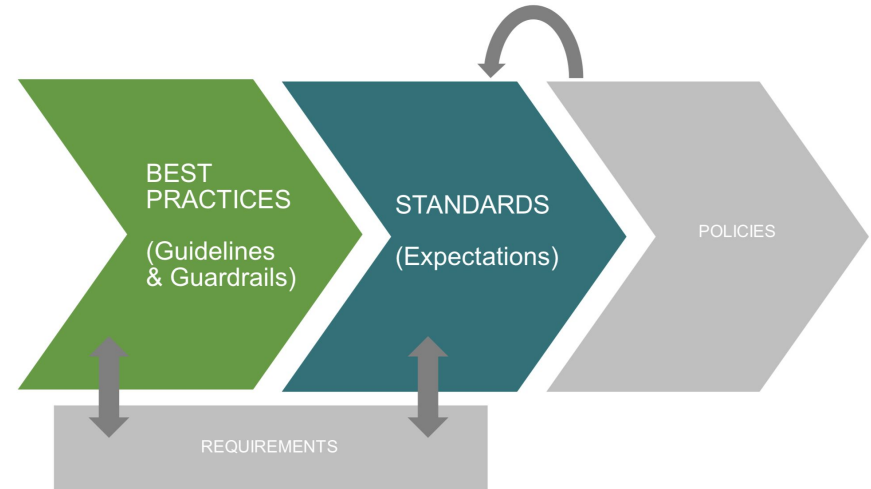 BEST
PRACTICES
(Guidelines
& Guardrails)
STANDARDS
(Expectations)
POLICIES
REQUIREMENTS